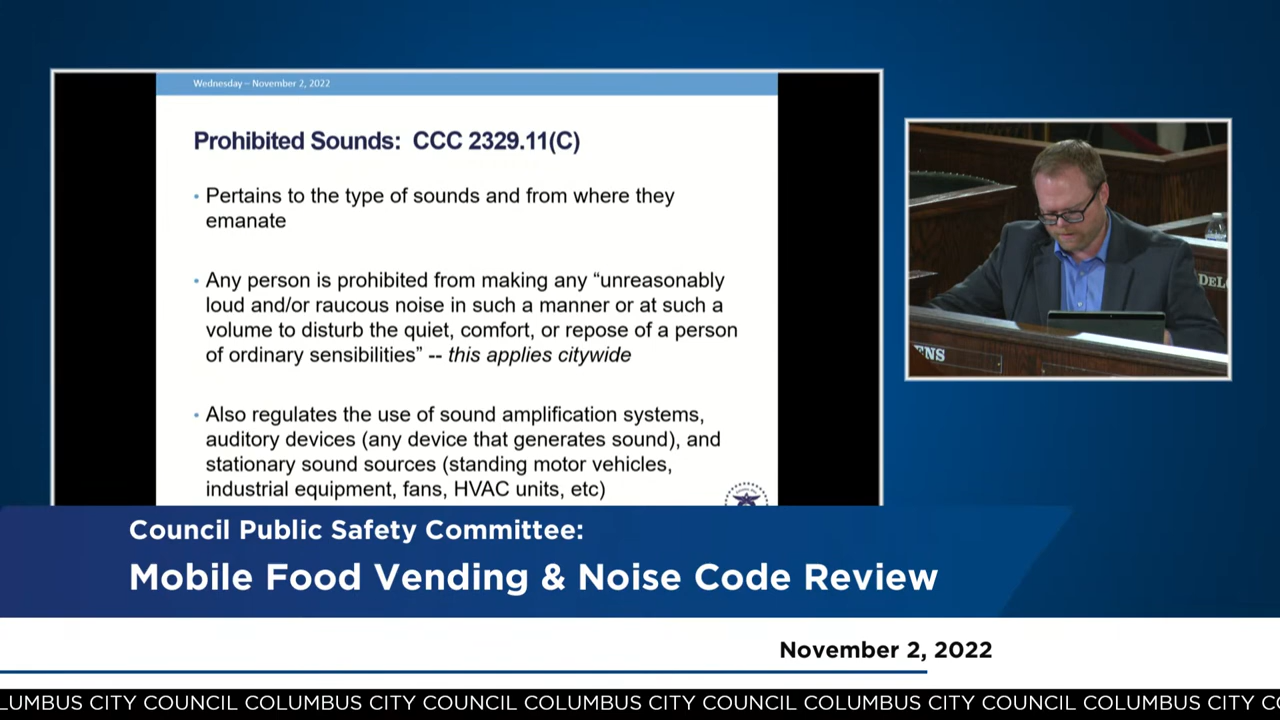 Wednesday – November 2, 2022
Prohibited Sounds:  CCC 2329.11(C)
• Pertains to the type of sounds and from where they
emanate
• Any person is prohibited from making any “unreasonably
loud and/or raucous noise in such a manner or at such a
volume to disturb the quiet, comfort, or repose of a person
of ordinary sensibilities” -- this applies citywide
• Also regulates the use of sound amplification systems,
auditory devices (any device that generates sound), and
stationary sound sources (standing motor vehicles,
industrial equipment, fans, HVAC units, etc)
DEL
ENS
Council Public Safety Committee:
Mobile Food Vending & Noise Code Review
November 2, 2022
LUMBUS CITY COUNCIL COLUMBUS CITY COUNCIL COLUMBUS CITY COUNCIL COLUMBUS CITY COUNCIL COLUMBUS CITY C